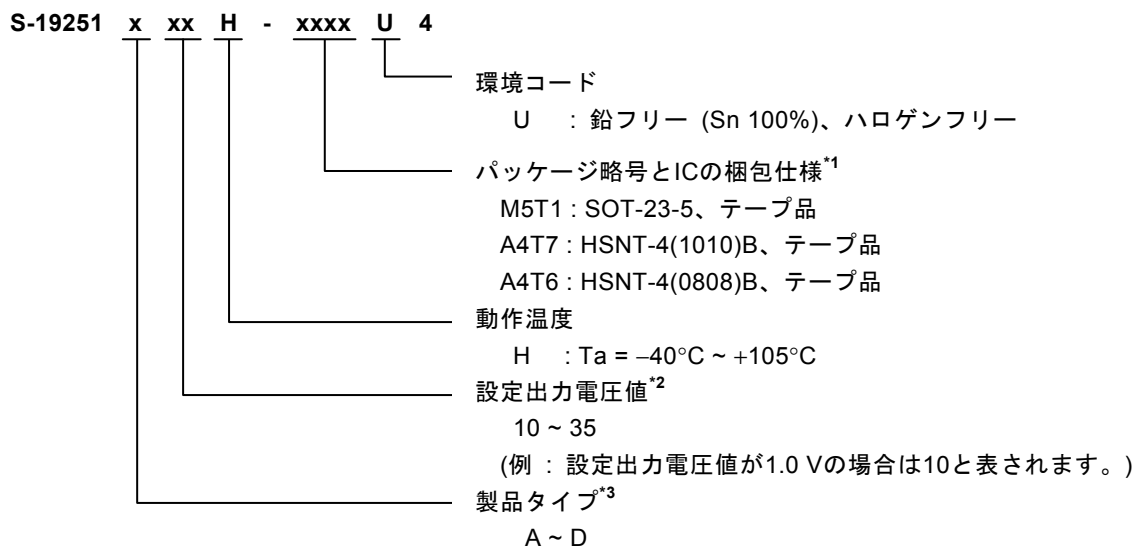 S-19251 x xx H - xxxx U 4
環境コード
U : 鉛フリー (Sn 100%)、ハロゲンフリー
パッケージ略号とICの梱包仕様*1
M5T1 : SOT-23-5、テープ品
A4T7 : HSNT-4(1010)B、テープ品
A4T6 : HSNT-4(0808)B、テープ品
動作温度
H : Ta = −40°C ~ +105°C
設定出力電圧値*2
10 ~ 35
(例 : 設定出力電圧値が1.0 Vの場合は10と表されます。)
製品タイプ*3
A ~ D